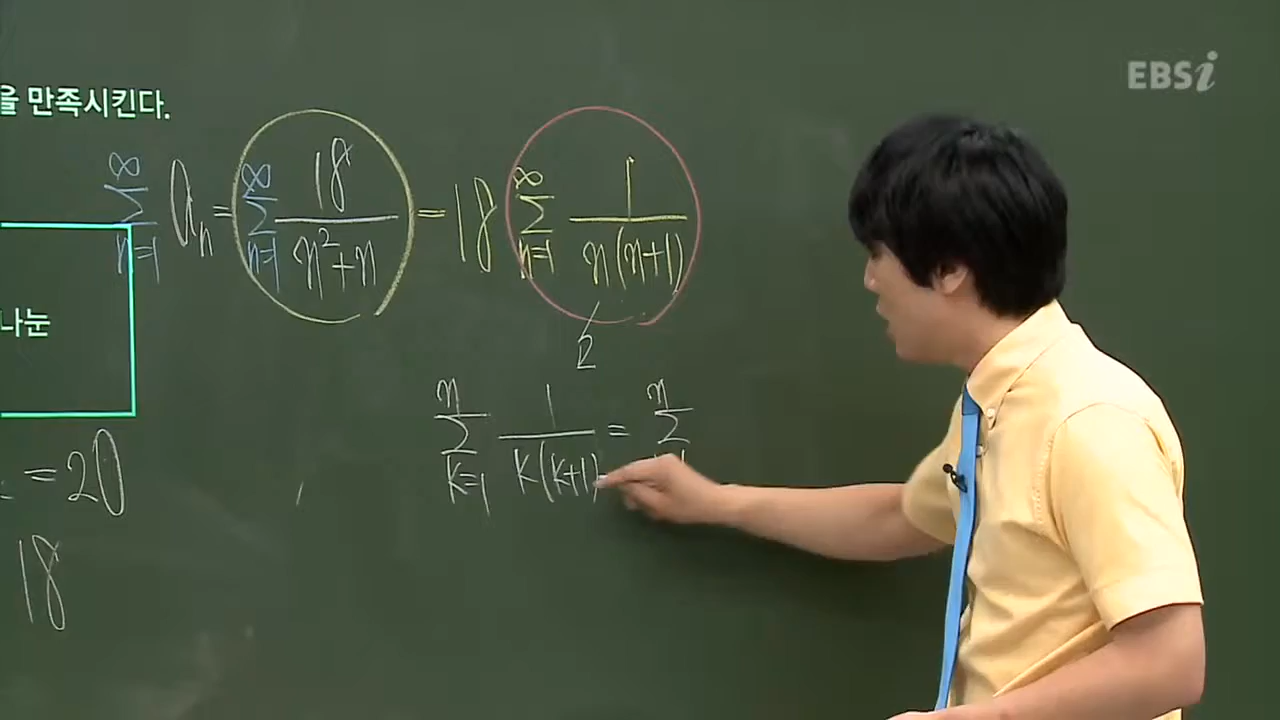 EBSi
을 만족시킨다.
∞ ∑ n=1 aₙ = ∞ ∑ n=1 18/(n²+n) = 18 ∞ ∑ n=1 1/(n(n+1))
나눈
n ∑ k=1 1/(k(k+1)) = n ∑
= 20
18